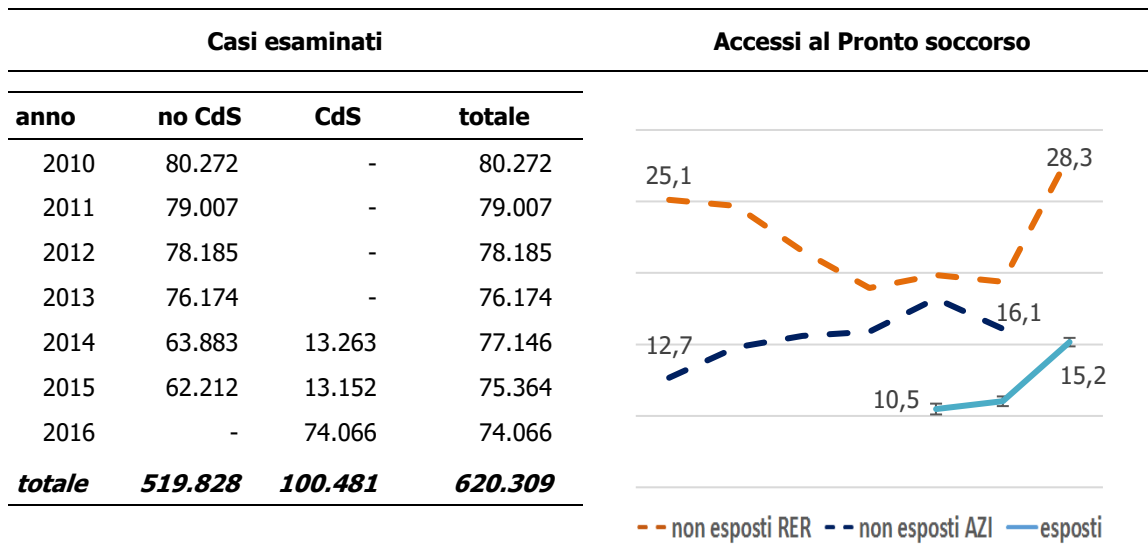 Casi esaminati Accessi al Pronto soccorso
anno no CdS CdS totale
2010 80.272 - 80.272
2011 79.007 - 79.007
2012 78.185 - 78.185
2013 76.174 - 76.174
2014 63.883 13.263 77.146
2015 62.212 13.152 75.364
2016 - 74.066 74.066
totale 519.828 100.481 620.309
28,3
25,1
16,1
12,7
15,2
10,5
non esposti RER non esposti AZI esposti